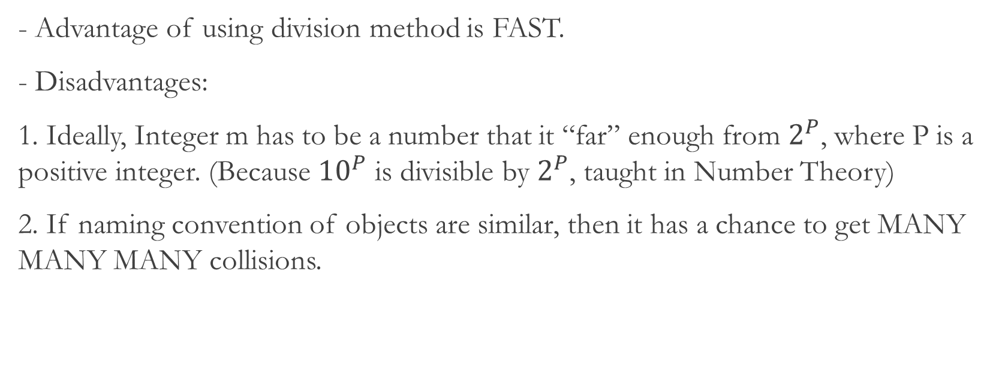 - Advantage of using division method is FAST.
- Disadvantages:
1. Ideally, Integer m has to be a number that it “far” enough from 2^P, where P is a
positive integer. (Because 10^P is divisible by 2^P, taught in Number Theory)
2. If naming convention of objects are similar, then it has a chance to get MANY
MANY MANY collisions.